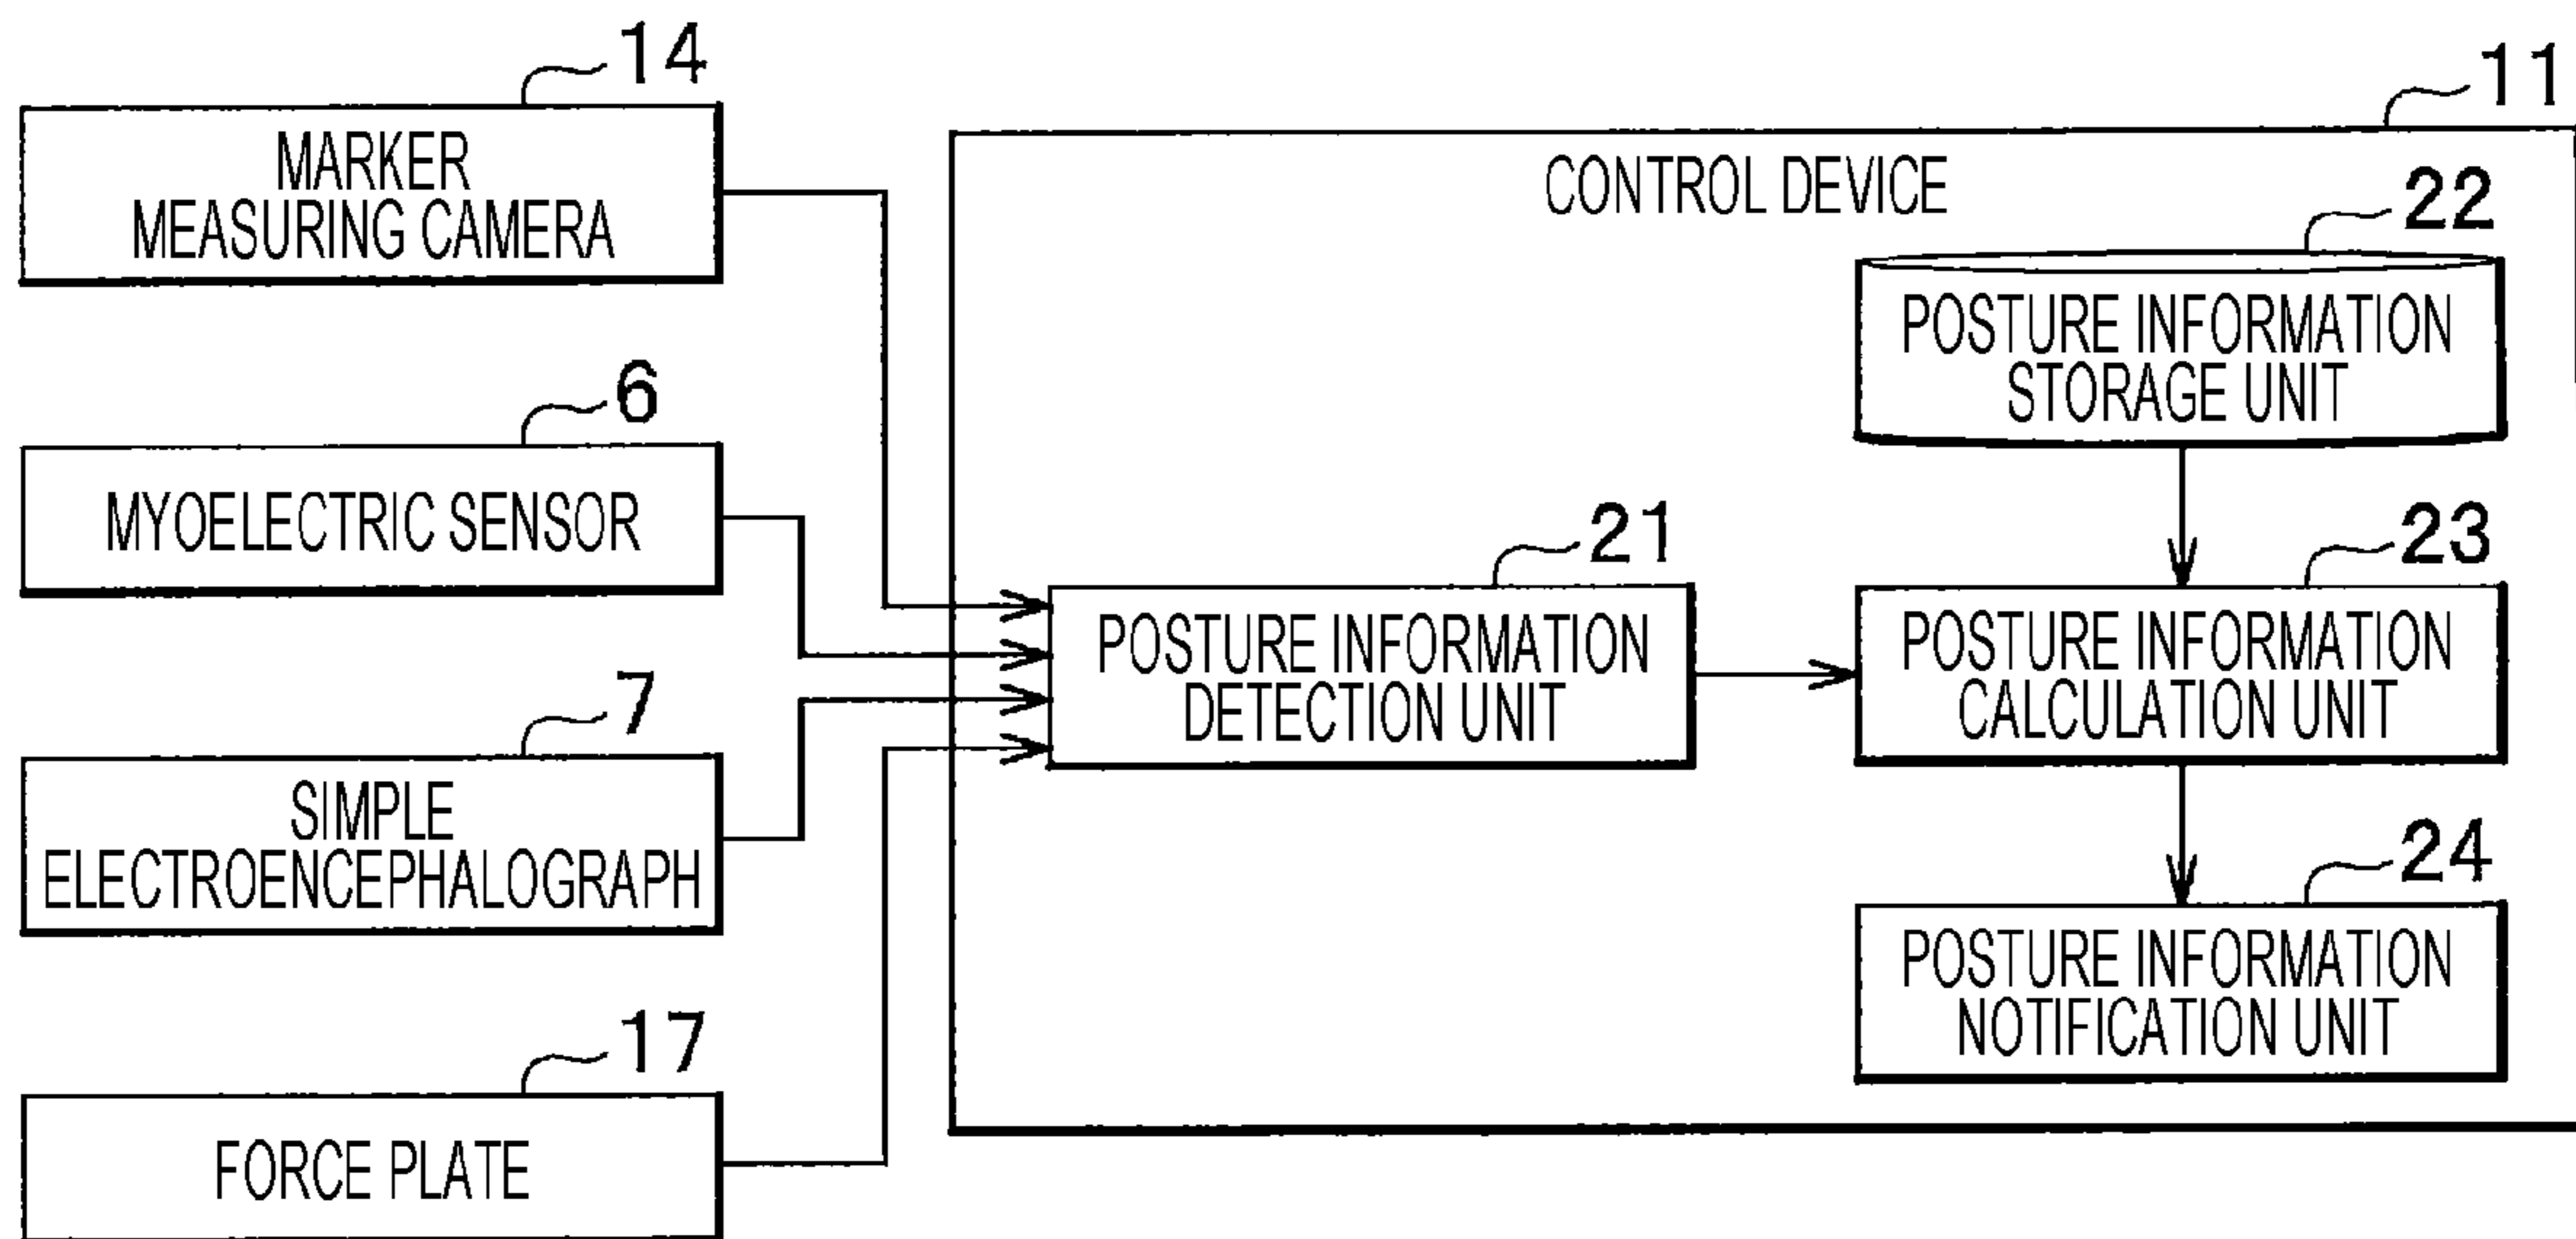 14
MARKER
MEASURING CAMERA
6
MYOELECTRIC SENSOR
7
SIMPLE
ELECTROENCEPHALOGRAPH
17
FORCE PLATE
11
CONTROL DEVICE
21
POSTURE INFORMATION
DETECTION UNIT
22
POSTURE INFORMATION
STORAGE UNIT
23
POSTURE INFORMATION
CALCULATION UNIT
24
POSTURE INFORMATION
NOTIFICATION UNIT